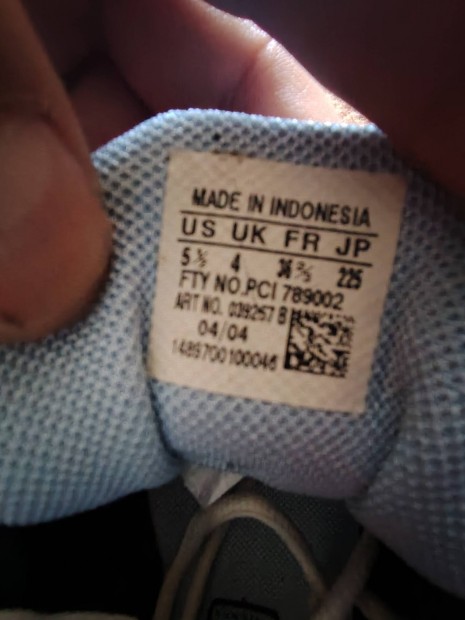 MADE IN INDONESIA
US UK FR JP
5½ 4 36⅔ 225
FTY NO.PCI 789002
ART NO. 039267 B
04/04
1489700100046